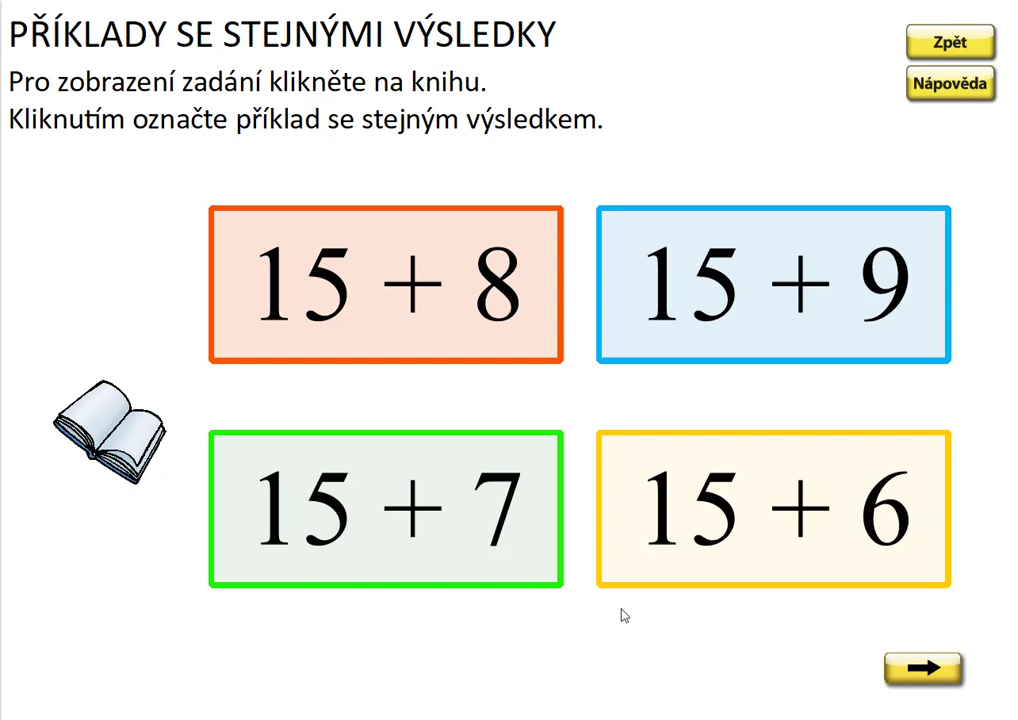 PŘÍKLADY SE STEJNÝMI VÝSLEDKY
Zpět
Pro zobrazení zadání klikněte na knihu.
Nápověda
Kliknutím označte příklad se stejným výsledkem.
15 + 8
15 + 9
15 + 7
15 + 6